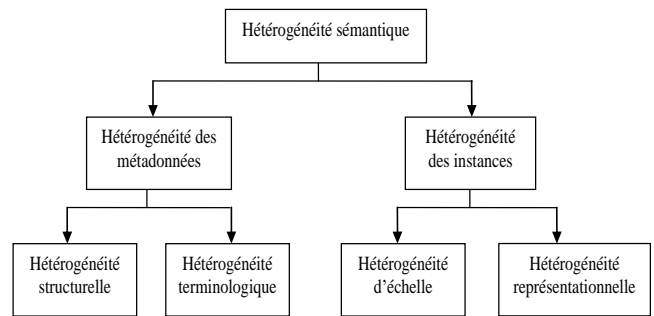 Hétérogénéité sémantique
Hétérogénéité des
métadonnées
Hétérogénéité
des instances
Hétérogénéité
structurelle
Hétérogénéité
terminologique
Hétérogénéité
d’échelle
Hétérogénéité
représentationnelle